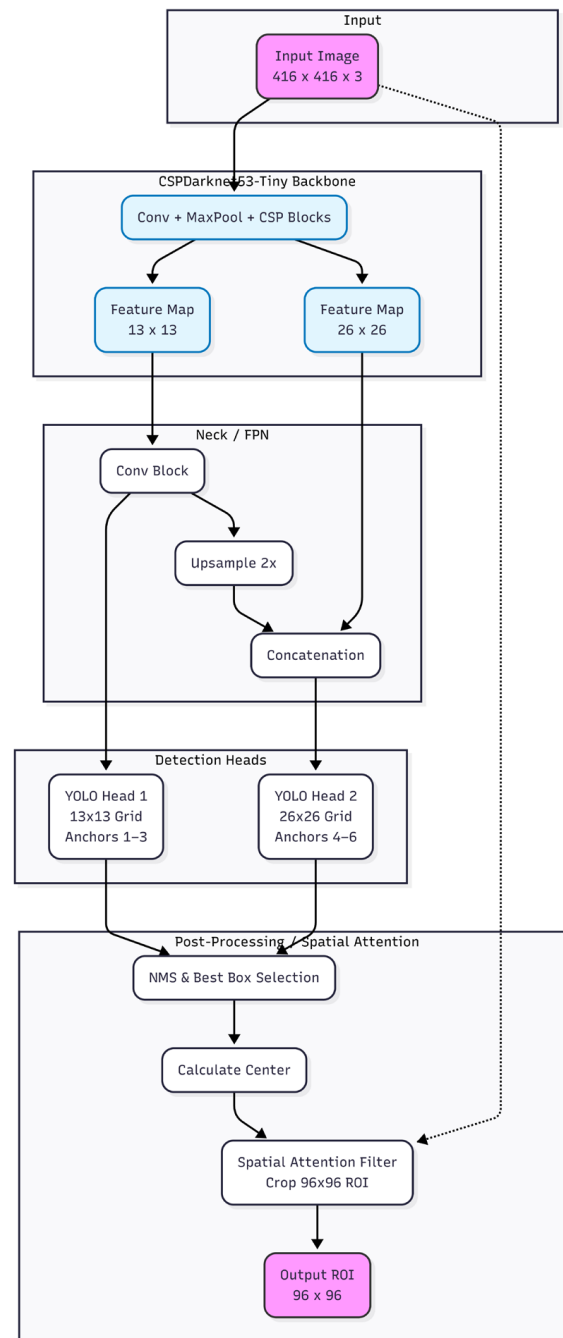 Input
Input Image
416 x 416 x 3
CSPDarknet53-Tiny Backbone
Conv + MaxPool + CSP Blocks
Feature Map
13 x 13
Feature Map
26 x 26
Neck / FPN
Conv Block
Upsample 2x
Concatenation
Detection Heads
YOLO Head 1
13x13 Grid
Anchors 1–3
YOLO Head 2
26x26 Grid
Anchors 4–6
Post-Processing / Spatial Attention
NMS & Best Box Selection
Calculate Center
Spatial Attention Filter
Crop 96x96 ROI
Output ROI
96 x 96